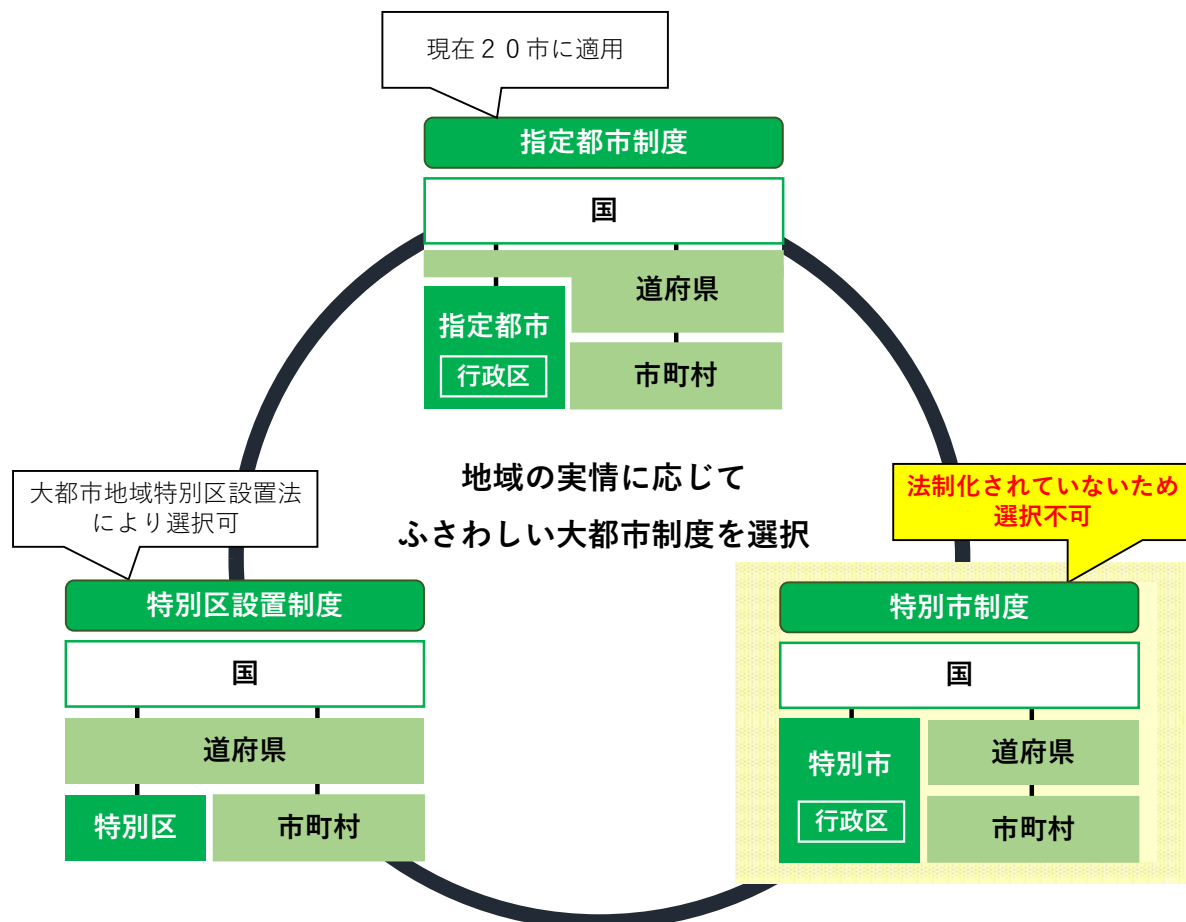 現在２０市に適用
指定都市制度
国
道府県
指定都市
行政区
市町村
地域の実情に応じて
ふさわしい大都市制度を選択
大都市地域特別区設置法
により選択可
特別区設置制度
国
道府県
特別区
市町村
法制化されていないため
選択不可
特別市制度
国
特別市
行政区
道府県
市町村